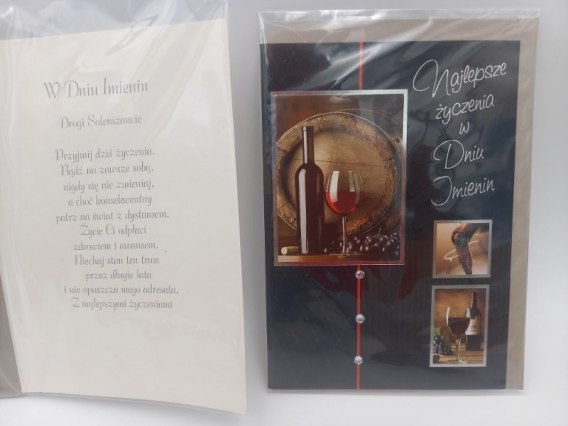 W Dniu Imienin
Drogi Solenizancie
Przyjmij dziś życzenia.
Bądź na zawsze sobą,
nigdy się nie zmieniaj,
a choć konsekwentny
patrz na świat z dystansem.
Życie Ci odpłaci
zdrowiem i awansem.
Niechaj stan ten trwa
przez długie lata
i nie opuszcza mego adresata.
Z najlepszymi życzeniami
Najlepsze
życzenia
w
Dniu
Imienin